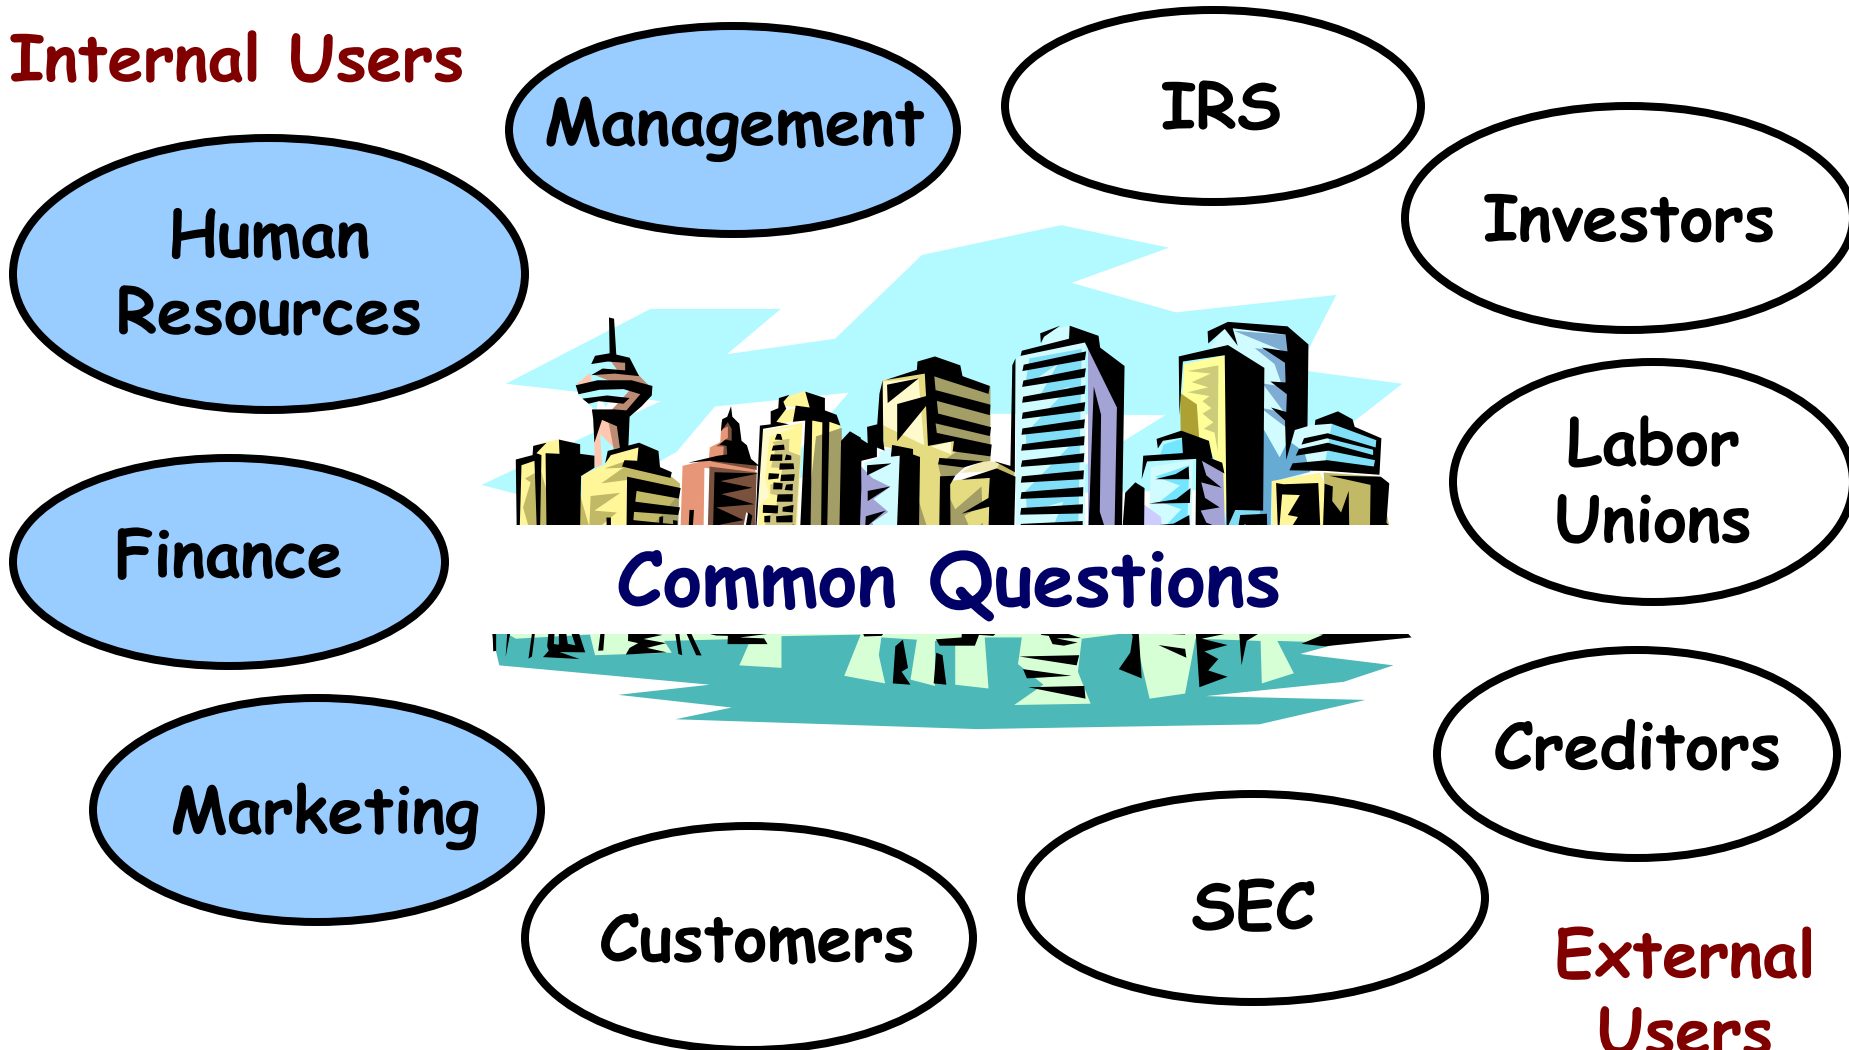 Internal Users
Management
IRS
Investors
Human
Resources
Labor
Unions
Finance
Common Questions
Creditors
Marketing
SEC
Customers
External
Users